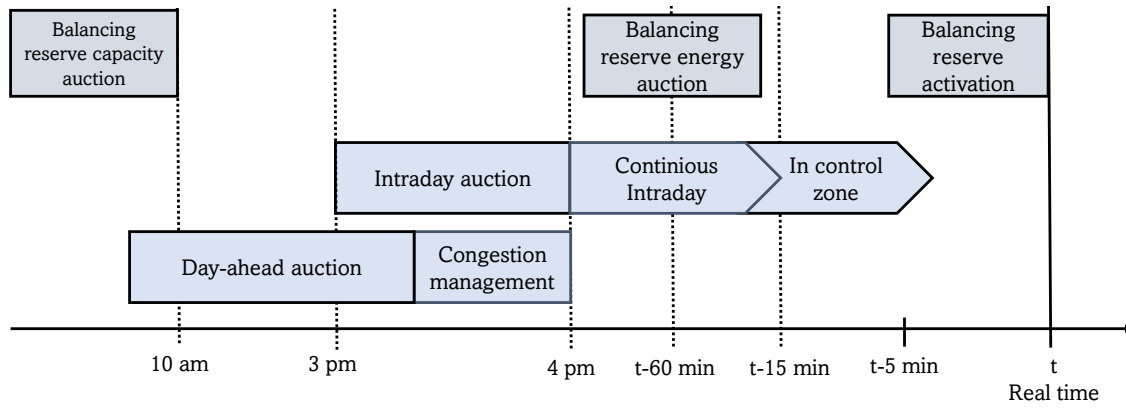 Balancing
reserve capacity
auction
Balancing
reserve energy
auction
Balancing
reserve
activation
Intraday auction
Continious
Intraday
In control
zone
Day-ahead auction
Congestion
management
10 am
3 pm
4 pm
t-60 min
t-15 min
t-5 min
t
Real time